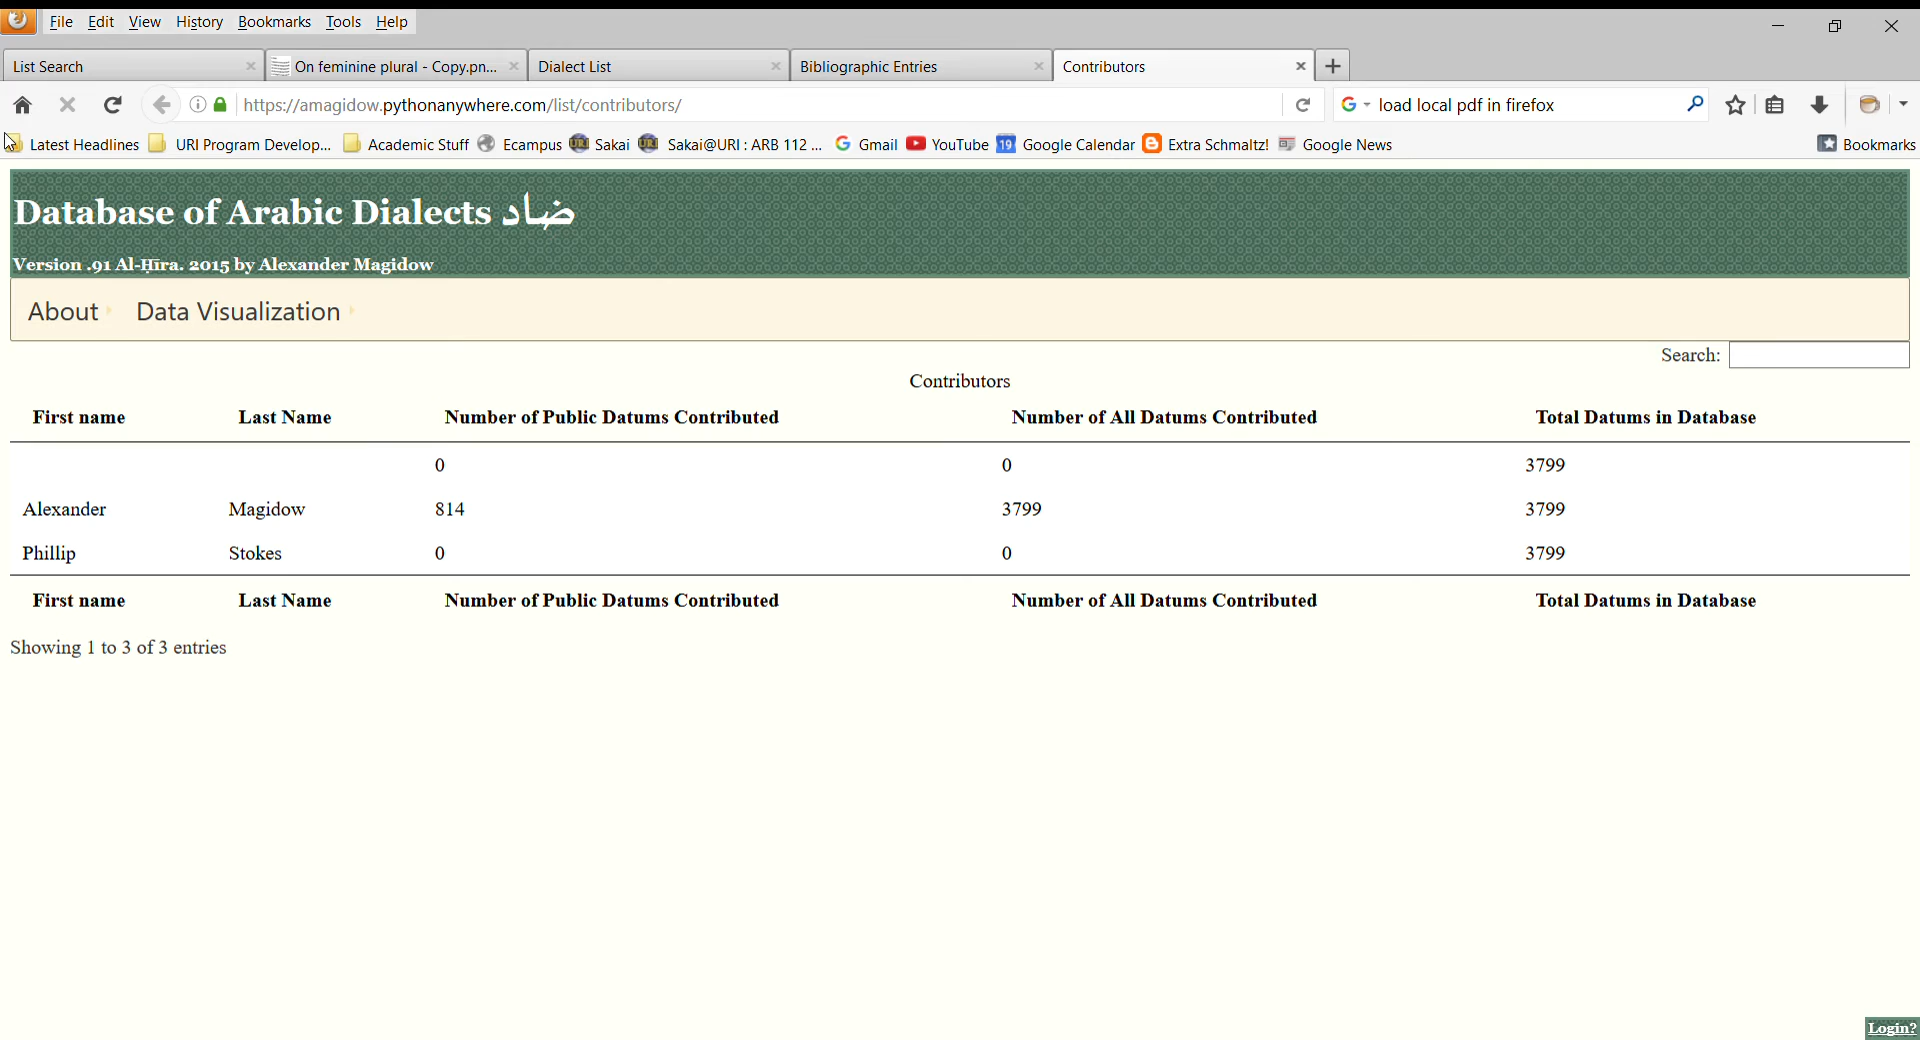 File Edit View History Bookmarks Tools Help
List Search On feminine plural - Copy.pn... Dialect List Bibliographic Entries Contributors
https://amagidow.pythonanywhere.com/list/contributors/ load local pdf in firefox
Latest Headlines URI Program Develop... Academic Stuff Ecampus Sakai Sakai@URI : ARB 112 ... Gmail YouTube 19 Google Calendar Extra Schmaltz! Google News Bookmarks
Database of Arabic Dialects ضاد
Version .91 Al-Ḥīra. 2015 by Alexander Magidow
About Data Visualization
Search:
Contributors
First name Last Name Number of Public Datums Contributed Number of All Datums Contributed Total Datums in Database
0 0 3799
Alexander Magidow 814 3799 3799
Phillip Stokes 0 0 3799
First name Last Name Number of Public Datums Contributed Number of All Datums Contributed Total Datums in Database
Showing 1 to 3 of 3 entries
Login?